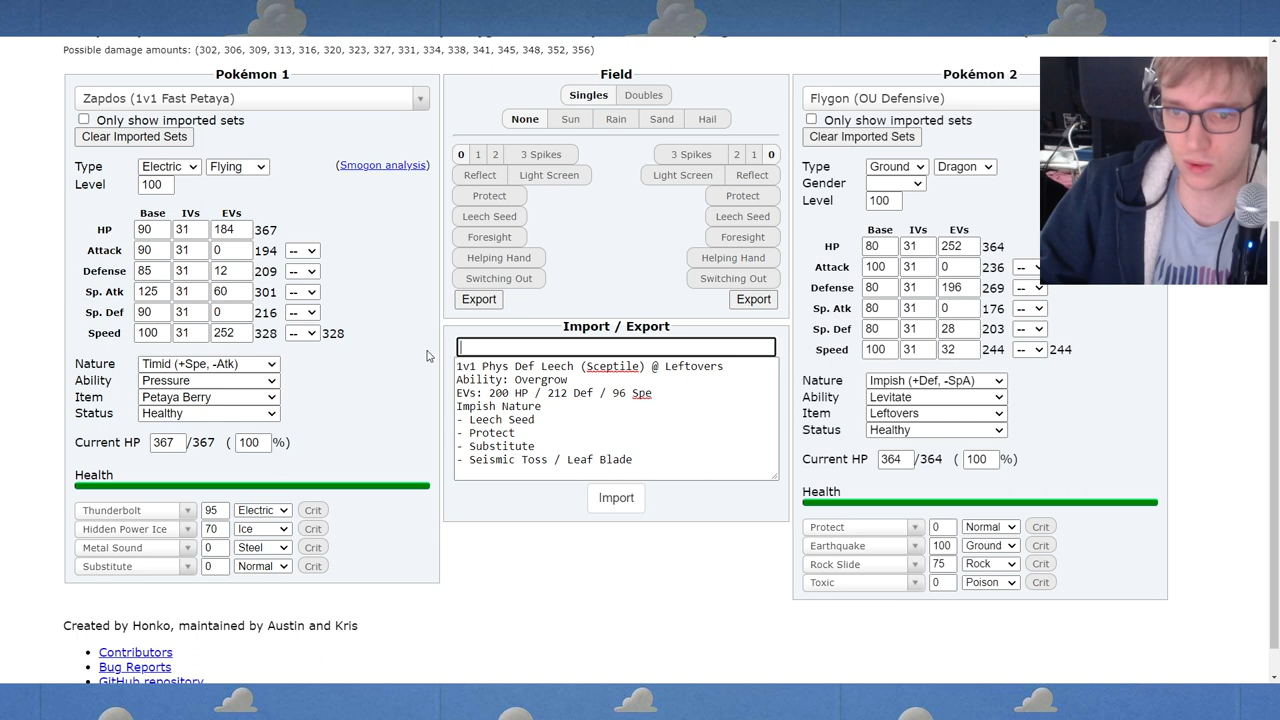 Possible damage amounts: (302, 306, 309, 313, 316, 320, 323, 327, 331, 334, 338, 341, 345, 348, 352, 356)
Pokémon 1
Zapdos (1v1 Fast Petaya)
Only show imported sets
Clear Imported Sets
Type Electric Flying (Smogon analysis)
Level 100
Base IVs EVs
HP 90 31 184 367
Attack 90 31 0 194 --
Defense 85 31 12 209 --
Sp. Atk 125 31 60 301 --
Sp. Def 90 31 0 216 --
Speed 100 31 252 328 -- 328
Nature Timid (+Spe, -Atk)
Ability Pressure
Item Petaya Berry
Status Healthy
Current HP 367 /367 ( 100 %)
Health
Thunderbolt 95 Electric Crit
Hidden Power Ice 70 Ice Crit
Metal Sound 0 Steel Crit
Substitute 0 Normal Crit
Field
Singles Doubles
None Sun Rain Sand Hail
0 1 2 3 Spikes 3 Spikes 2 1 0
Reflect Light Screen Light Screen Reflect
Protect Protect
Leech Seed Leech Seed
Foresight Foresight
Helping Hand Helping Hand
Switching Out Switching Out
Export Export
Import / Export
1v1 Phys Def Leech (Sceptile) @ Leftovers
Ability: Overgrow
EVs: 200 HP / 212 Def / 96 Spe
Impish Nature
- Leech Seed
- Protect
- Substitute
- Seismic Toss / Leaf Blade
Import
Pokémon 2
Flygon (OU Defensive)
Only show imported sets
Clear Imported Sets
Type Ground Dragon
Gender
Level 100
Base IVs EVs
HP 80 31 252 364
Attack 100 31 0 236 --
Defense 80 31 196 269 --
Sp. Atk 80 31 0 176 --
Sp. Def 80 31 28 203 --
Speed 100 31 32 244 -- 244
Nature Impish (+Def, -SpA)
Ability Levitate
Item Leftovers
Status Healthy
Current HP 364 /364 ( 100 %)
Health
Protect 0 Normal Crit
Earthquake 100 Ground Crit
Rock Slide 75 Rock Crit
Toxic 0 Poison Crit
Created by Honko, maintained by Austin and Kris
Contributors
Bug Reports
GitHub repository